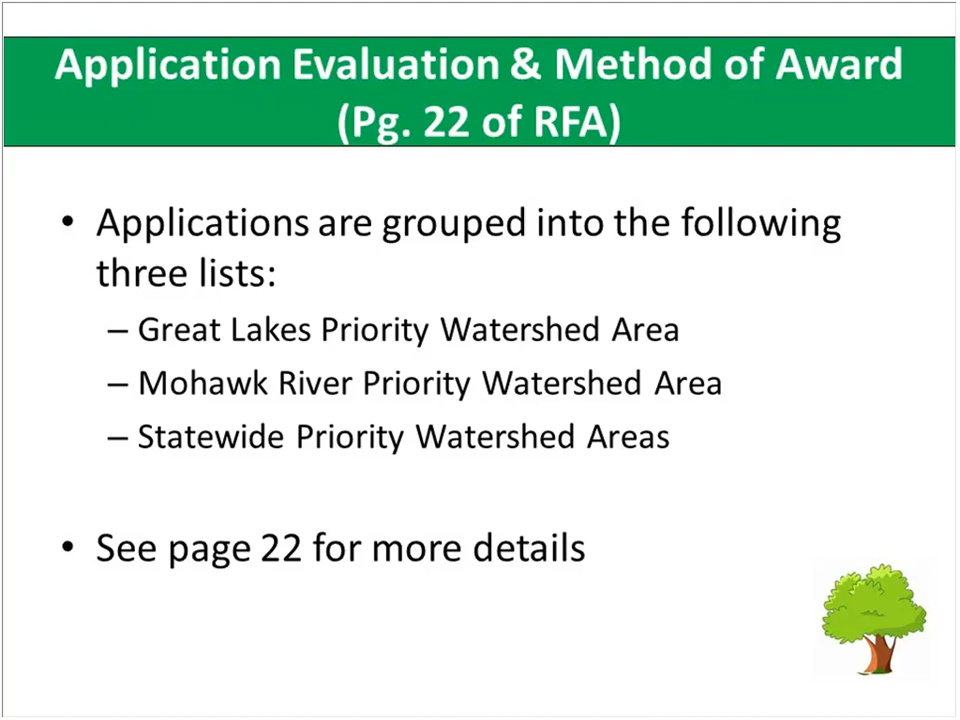 Application Evaluation & Method of Award
(Pg. 22 of RFA)
• Applications are grouped into the following
three lists:
– Great Lakes Priority Watershed Area
– Mohawk River Priority Watershed Area
– Statewide Priority Watershed Areas
• See page 22 for more details